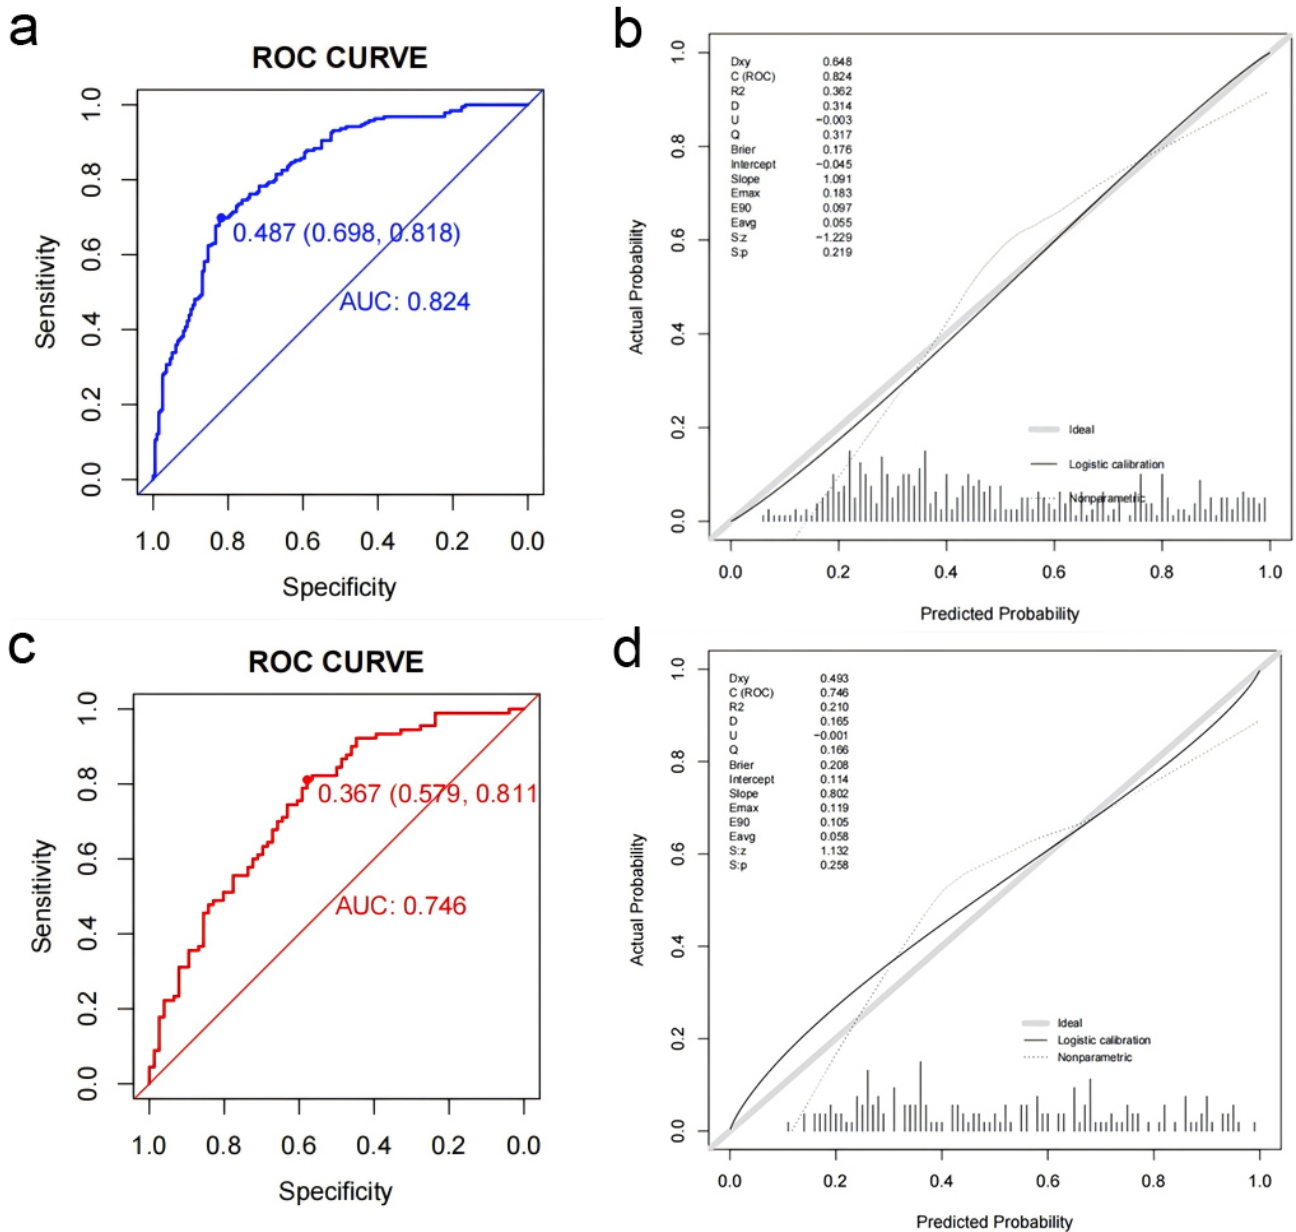 a
ROC CURVE
1.0
0.8
0.6
0.4
0.2
0.0
Sensitivity
0.487 (0.698, 0.818)
AUC: 0.824
1.0 0.8 0.6 0.4 0.2 0.0
Specificity
b
Dxy 0.648
C (ROC) 0.824
R2 0.362
D 0.314
U −0.003
Q 0.317
Brier 0.176
Intercept −0.045
Slope 1.091
Emax 0.183
E90 0.097
Eavg 0.055
S:z −1.229
S:p 0.219
1.0
0.8
0.6
0.4
0.2
0.0
Actual Probability
Ideal
Logistic calibration
Nonparametric
0.0 0.2 0.4 0.6 0.8 1.0
Predicted Probability
c
ROC CURVE
1.0
0.8
0.6
0.4
0.2
0.0
Sensitivity
0.367 (0.579, 0.811
AUC: 0.746
1.0 0.8 0.6 0.4 0.2 0.0
Specificity
d
Dxy 0.493
C (ROC) 0.746
R2 0.210
D 0.165
U −0.001
Q 0.166
Brier 0.208
Intercept 0.114
Slope 0.802
Emax 0.119
E90 0.105
Eavg 0.058
S:z 1.132
S:p 0.258
1.0
0.8
0.6
0.4
0.2
0.0
Actual Probability
Ideal
Logistic calibration
Nonparametric
0.0 0.2 0.4 0.6 0.8 1.0
Predicted Probability